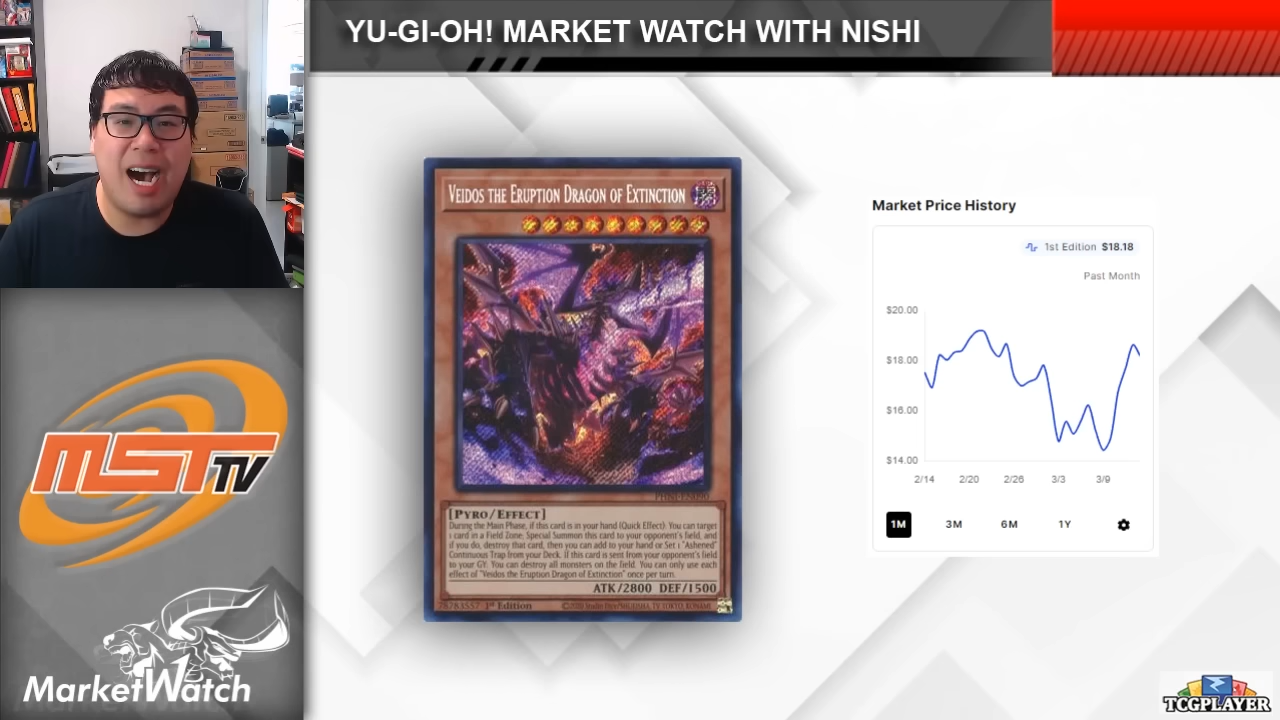 YU-GI-OH! MARKET WATCH WITH NISHI
VEIDOS THE ERUPTION DRAGON OF EXTINCTION
[PYRO/EFFECT]
During the Main Phase, if this card is in your hand (Quick Effect): You can target
1 card in a Field Zone; Special Summon this card to your opponent's field, and
if you do, destroy that card, then you can add to your hand or Set 1 "Ashened"
Continuous Trap from your Deck. If this card is sent from your opponent's field
to your GY: You can destroy all monsters on the field. You can only use each
effect of "Veidos the Eruption Dragon of Extinction" once per turn.
ATK/2800 DEF/1500
78783557 1st Edition
Market Price History
1st Edition $18.18
Past Month
$20.00
$18.00
$16.00
$14.00
2/14 2/20 2/26 3/3 3/9
1M 3M 6M 1Y
MST TV
MarketWatch
TCGPLAYER